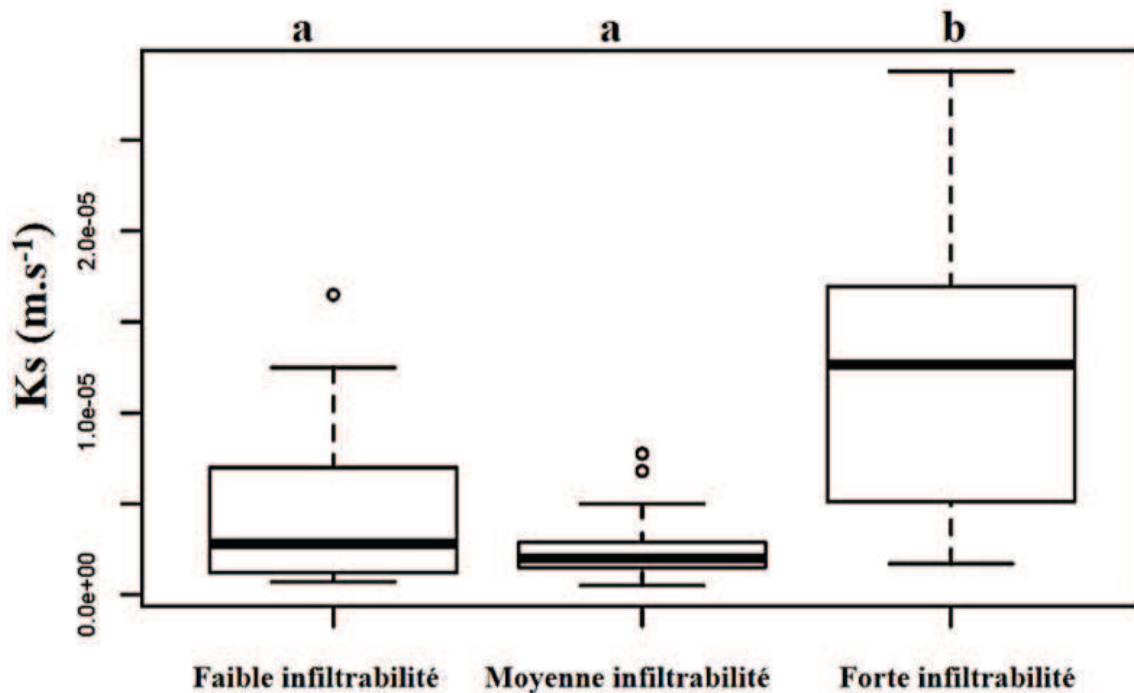 a a b
Ks (m.s⁻¹)
2.0e-05
1.0e-05
0.0e+00
Faible infiltrabilité Moyenne infiltrabilité Forte infiltrabilité